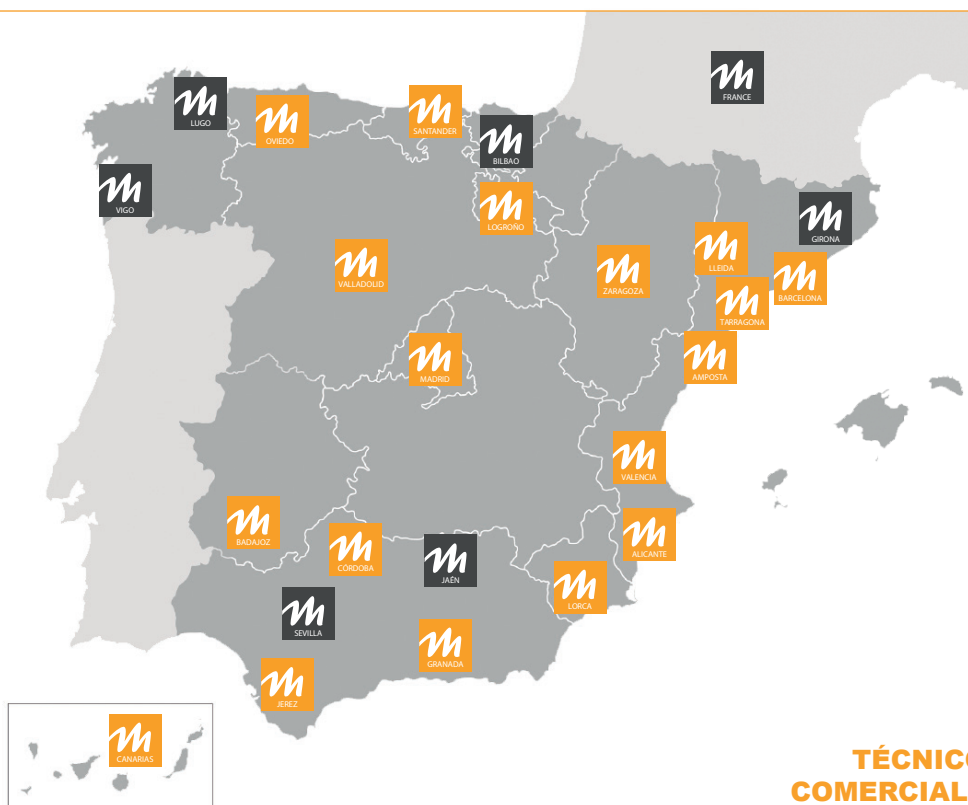 FRANCE
LUGO
OVIEDO
SANTANDER
BILBAO
VIGO
LOGROÑO
GIRONA
VALLADOLID
ZARAGOZA
LLEIDA
BARCELONA
TARRAGONA
MADRID
AMPOSTA
VALENCIA
BADAJOZ
CÓRDOBA
JAÉN
ALICANTE
LORCA
SEVILLA
GRANADA
JEREZ
CANARIAS
TÉCNICO
COMERCIAL